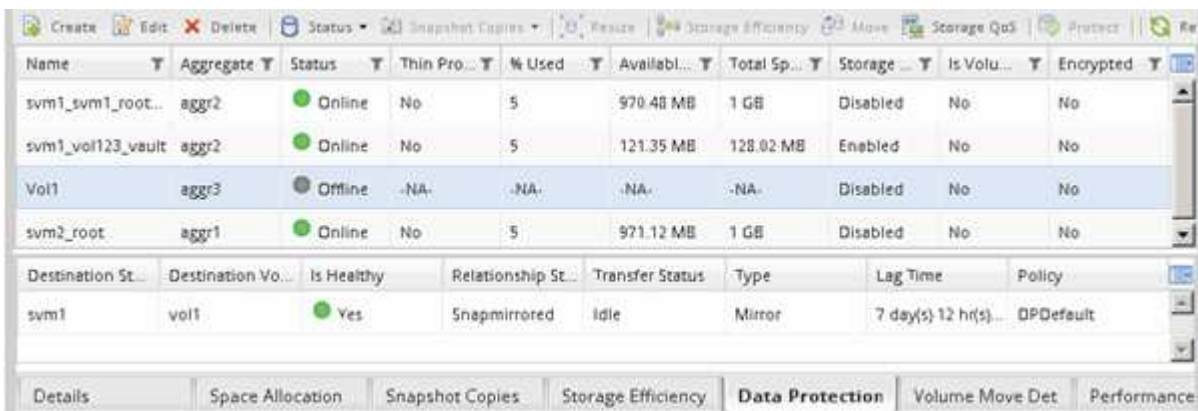 Create Edit Delete Status Snapshot Copies Resize Storage Efficiency Move Storage QoS Protect Re
Name Aggregate Status Thin Pro... % Used Availabl... Total Sp... Storage ... Is Volu... Encrypted
svm1_svm1_root... aggr2 Online No 5 970.48 MB 1 GB Disabled No No
svm1_vol123_vault aggr2 Online No 5 121.35 MB 128.02 MB Enabled No No
Vol1 aggr3 Offline -NA- -NA- -NA- -NA- Disabled No No
svm2_root aggr1 Online No 5 971.12 MB 1 GB Disabled No No
Destination St... Destination Vo... Is Healthy Relationship St... Transfer Status Type Lag Time Policy
svm1 vol1 Yes Snapmirrored Idle Mirror 7 day(s) 12 hr(s)... DPDefault
Details Space Allocation Snapshot Copies Storage Efficiency Data Protection Volume Move Det Performance